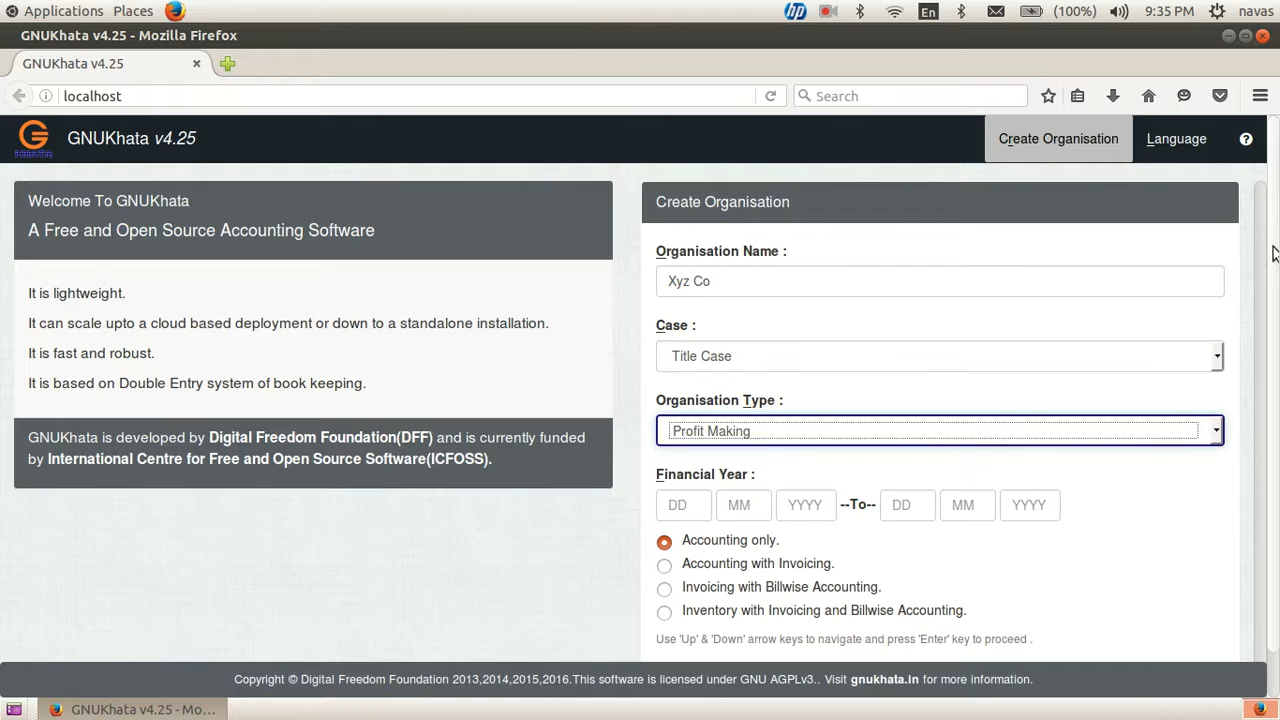 Applications Places En (100%) 9:35 PM navas
GNUKhata v4.25 - Mozilla Firefox
GNUKhata v4.25
localhost Search
GNUKhata v4.25 Create Organisation Language
Welcome To GNUKhata
A Free and Open Source Accounting Software
It is lightweight.
It can scale upto a cloud based deployment or down to a standalone installation.
It is fast and robust.
It is based on Double Entry system of book keeping.
GNUKhata is developed by Digital Freedom Foundation(DFF) and is currently funded
by International Centre for Free and Open Source Software(ICFOSS).
Create Organisation
Organisation Name :
Xyz Co
Case :
Title Case
Organisation Type :
Profit Making
Financial Year :
DD MM YYYY --To-- DD MM YYYY
Accounting only.
Accounting with Invoicing.
Invoicing with Billwise Accounting.
Inventory with Invoicing and Billwise Accounting.
Use 'Up' & 'Down' arrow keys to navigate and press 'Enter' key to proceed .
Copyright © Digital Freedom Foundation 2013,2014,2015,2016.This software is licensed under GNU AGPLv3.. Visit gnukhata.in for more information.
GNUKhata v4.25 - Mo...